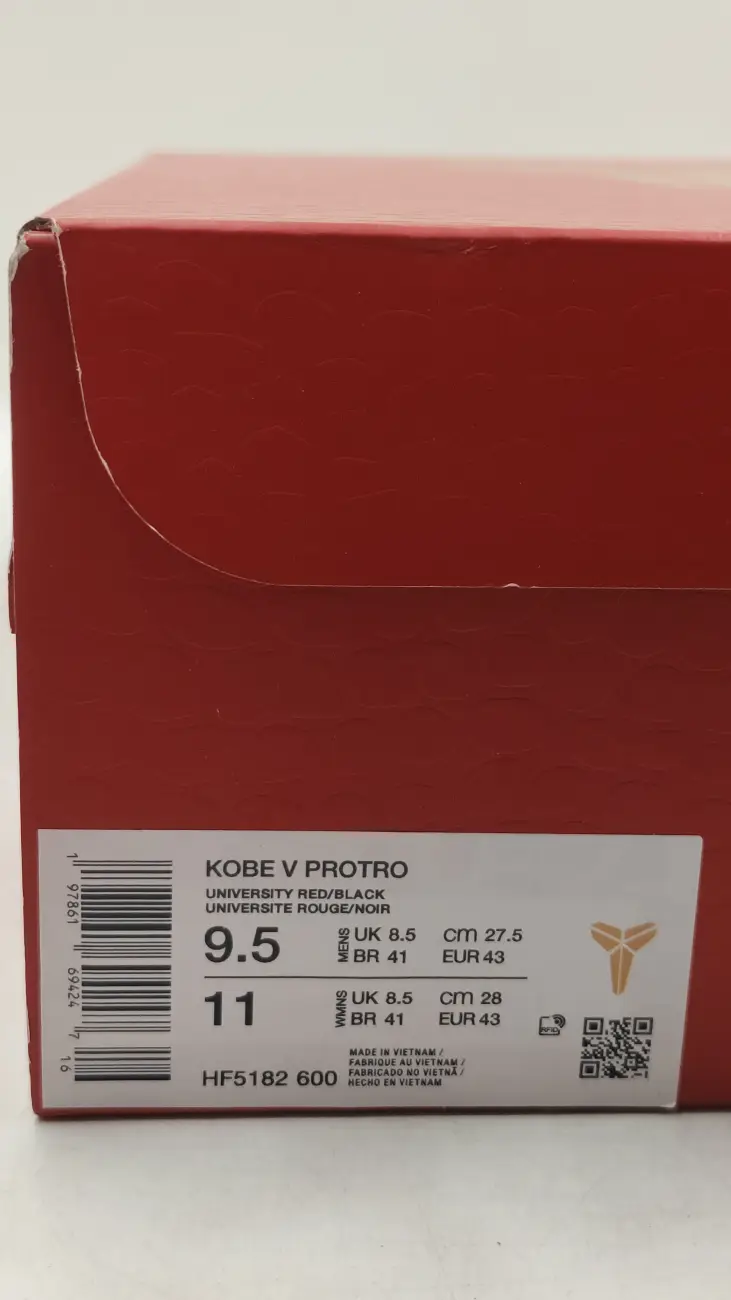 KOBE V PROTRO
UNIVERSITY RED/BLACK
UNIVERSITE ROUGE/NOIR
9.5 MENS UK 8.5 cm 27.5
BR 41 EUR 43
11 WMNS UK 8.5 cm 28
BR 41 EUR 43
HF5182 600
MADE IN VIETNAM /
FABRIQUE AU VIETNAM /
FABRICADO NO VIETNÃ /
HECHO EN VIETNAM
RFID
1 97861 69424 7 16